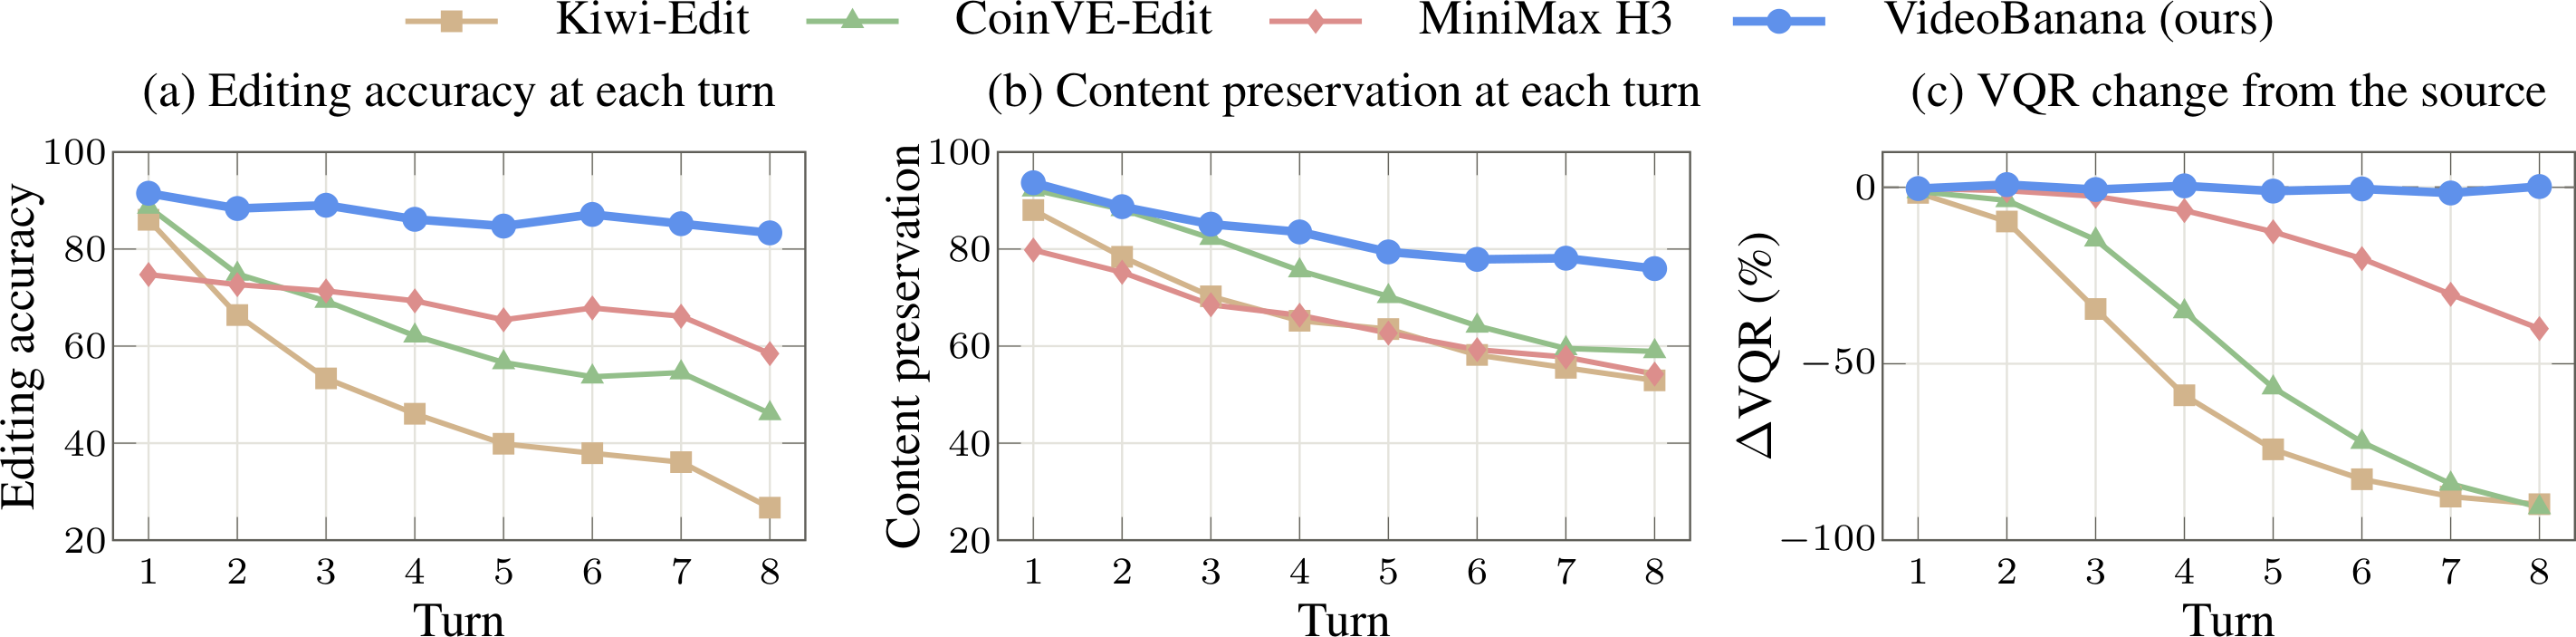 Kiwi-Edit CoinVE-Edit MiniMax H3 VideoBanana (ours)
(a) Editing accuracy at each turn
Editing accuracy
100
80
60
40
20
1 2 3 4 5 6 7 8
Turn
(b) Content preservation at each turn
Content preservation
100
80
60
40
20
1 2 3 4 5 6 7 8
Turn
(c) VQR change from the source
Δ VQR (%)
0
−50
−100
1 2 3 4 5 6 7 8
Turn